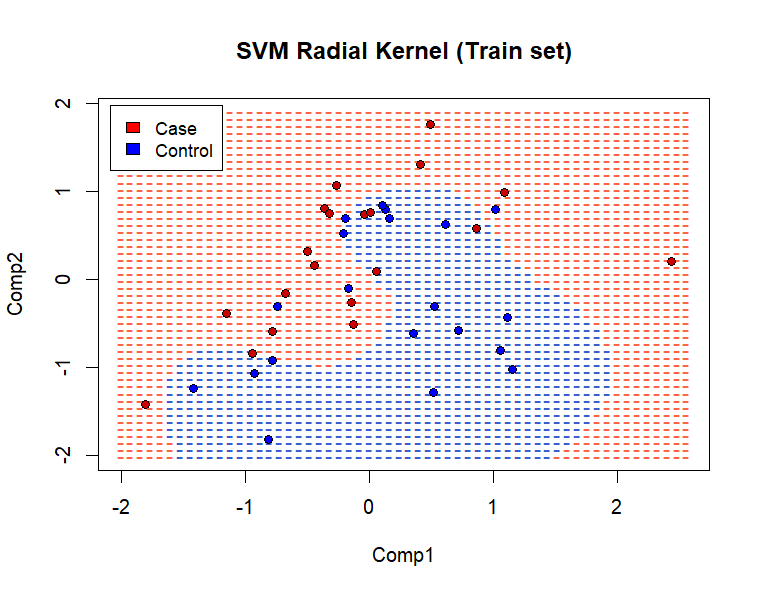 SVM Radial Kernel (Train set)
Case
Control
2
1
0
-1
-2
Comp2
-2 -1 0 1 2
Comp1